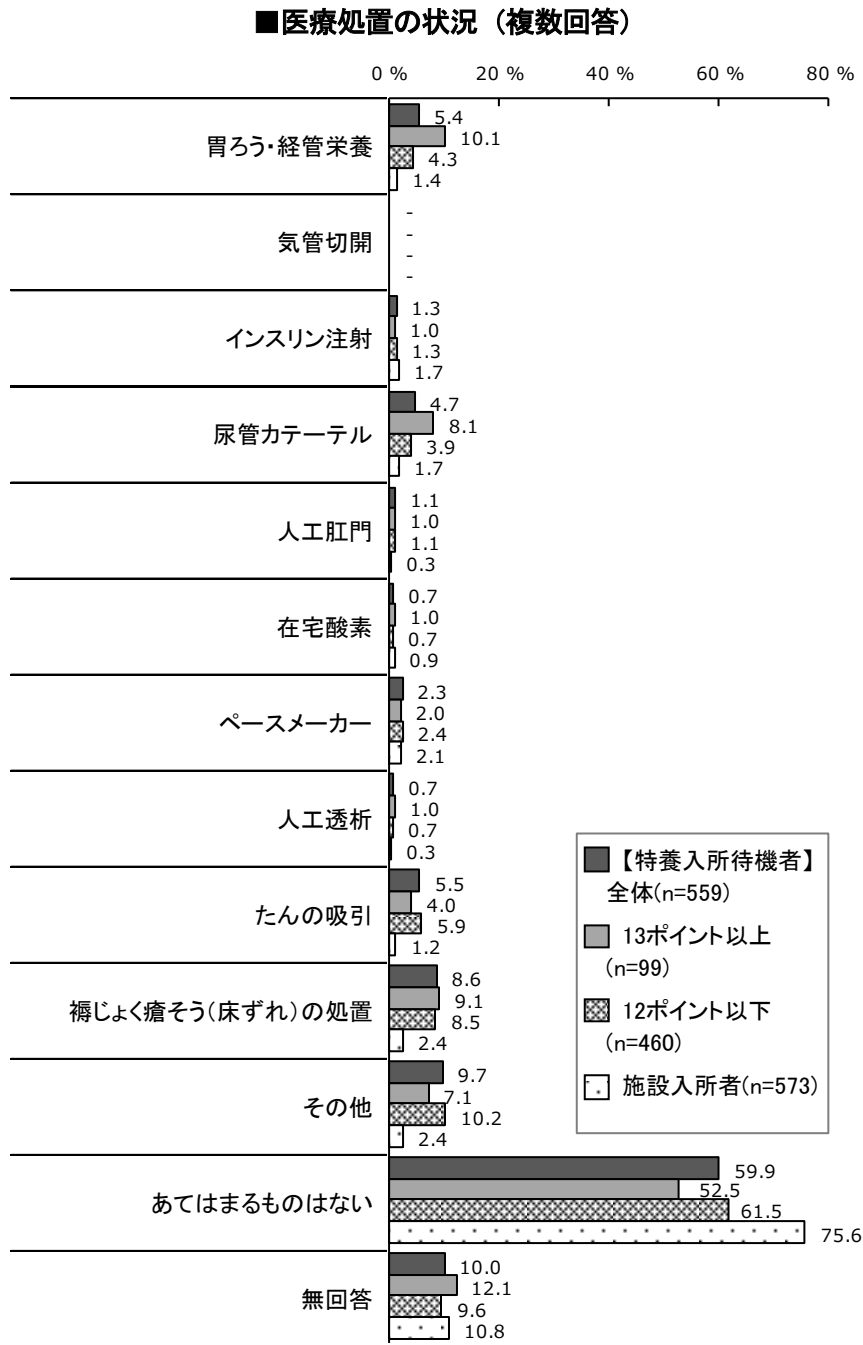 ■医療処置の状況（複数回答）
0 % 20 % 40 % 60 % 80 %
胃ろう・経管栄養
5.4
10.1
4.3
1.4
気管切開
-
-
-
-
インスリン注射
1.3
1.0
1.3
1.7
尿管カテーテル
4.7
8.1
3.9
1.7
人工肛門
1.1
1.0
1.1
0.3
在宅酸素
0.7
1.0
0.7
0.9
ペースメーカー
2.3
2.0
2.4
2.1
人工透析
0.7
1.0
0.7
0.3
たんの吸引
5.5
4.0
5.9
1.2
褥じょく瘡そう（床ずれ）の処置
8.6
9.1
8.5
2.4
その他
9.7
7.1
10.2
2.4
あてはまるものはない
59.9
52.5
61.5
75.6
無回答
10.0
12.1
9.6
10.8
【特養入所待機者】
全体(n=559)
13ポイント以上
(n=99)
12ポイント以下
(n=460)
施設入所者(n=573)